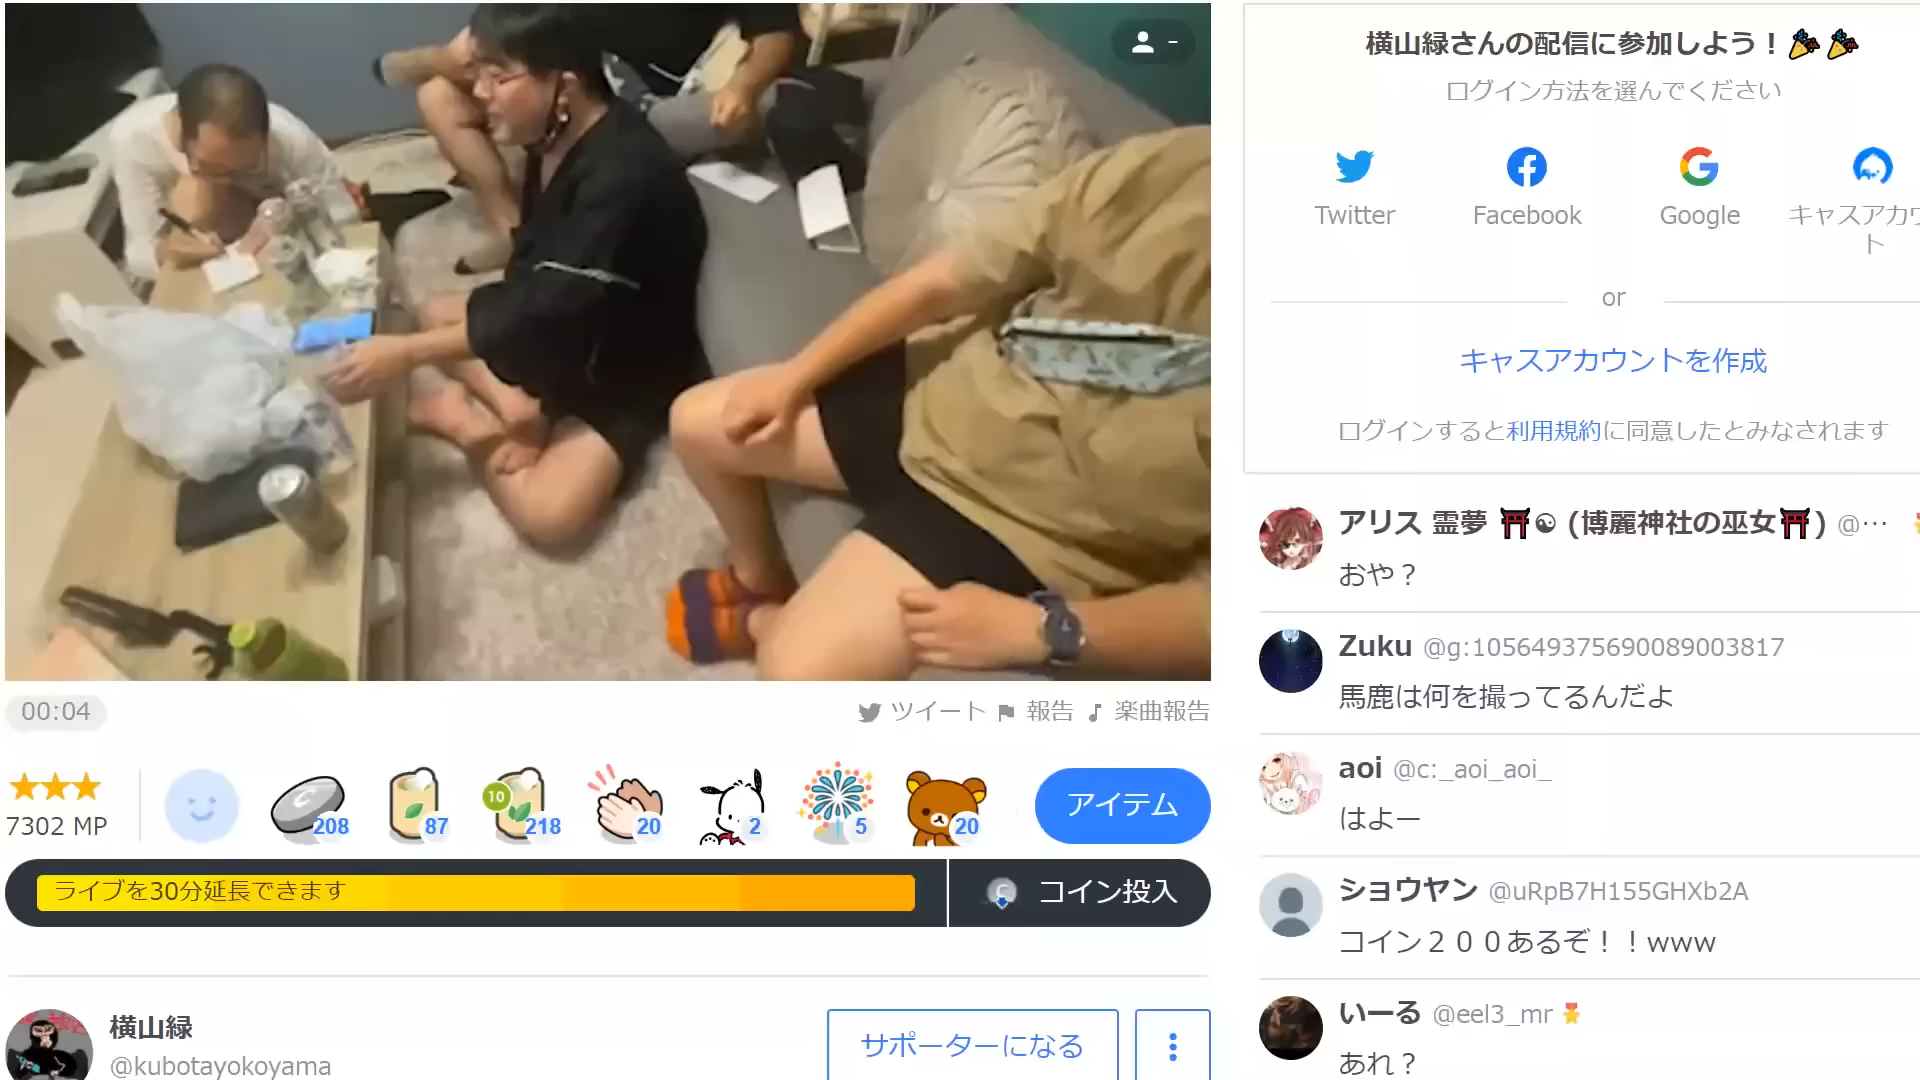 横山緑さんの配信に参加しよう！
ログイン方法を選んでください
Twitter
Facebook
Google
キャスアカウ
ト
or
キャスアカウントを作成
ログインすると利用規約に同意したとみなされます
アリス 霊夢 ⛩☯ (博麗神社の巫女⛩) @…
おや？
Zuku @g:105649375690089003817
馬鹿は何を撮ってるんだよ
aoi @c:_aoi_aoi_
はよー
ショウヤン @uRpB7H155GHXb2A
コイン２００あるぞ！！www
いーる @eel3_mr
あれ？
-
00:04
ツイート 報告 楽曲報告
7302 MP
208
87
10
218
20
2
5
20
アイテム
ライブを30分延長できます
コイン投入
横山緑
@kubotayokoyama
サポーターになる